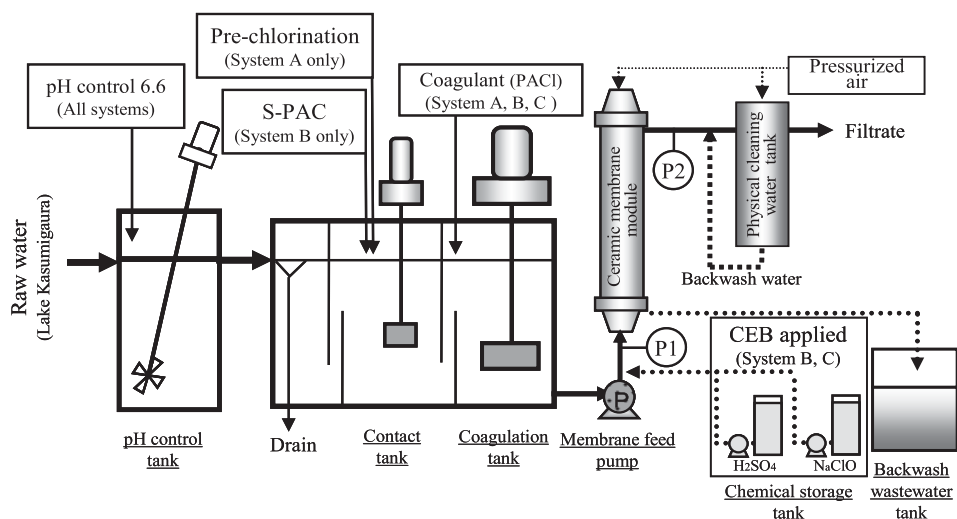 Pre-chlorination
(System A only)
pH control 6.6
(All systems)
S-PAC
(System B only)
Coagulant (PACl)
(System A, B, C )
Pressurized
air
Ceramic membrane
module
P2
Physical cleaning
water tank
Filtrate
Backwash water
Raw water
(Lake Kasumigaura)
P1
P
CEB applied
(System B, C)
H2SO4
NaClO
Drain
pH control
tank
Contact
tank
Coagulation
tank
Membrane feed
pump
Chemical storage
tank
Backwash
wastewater
tank